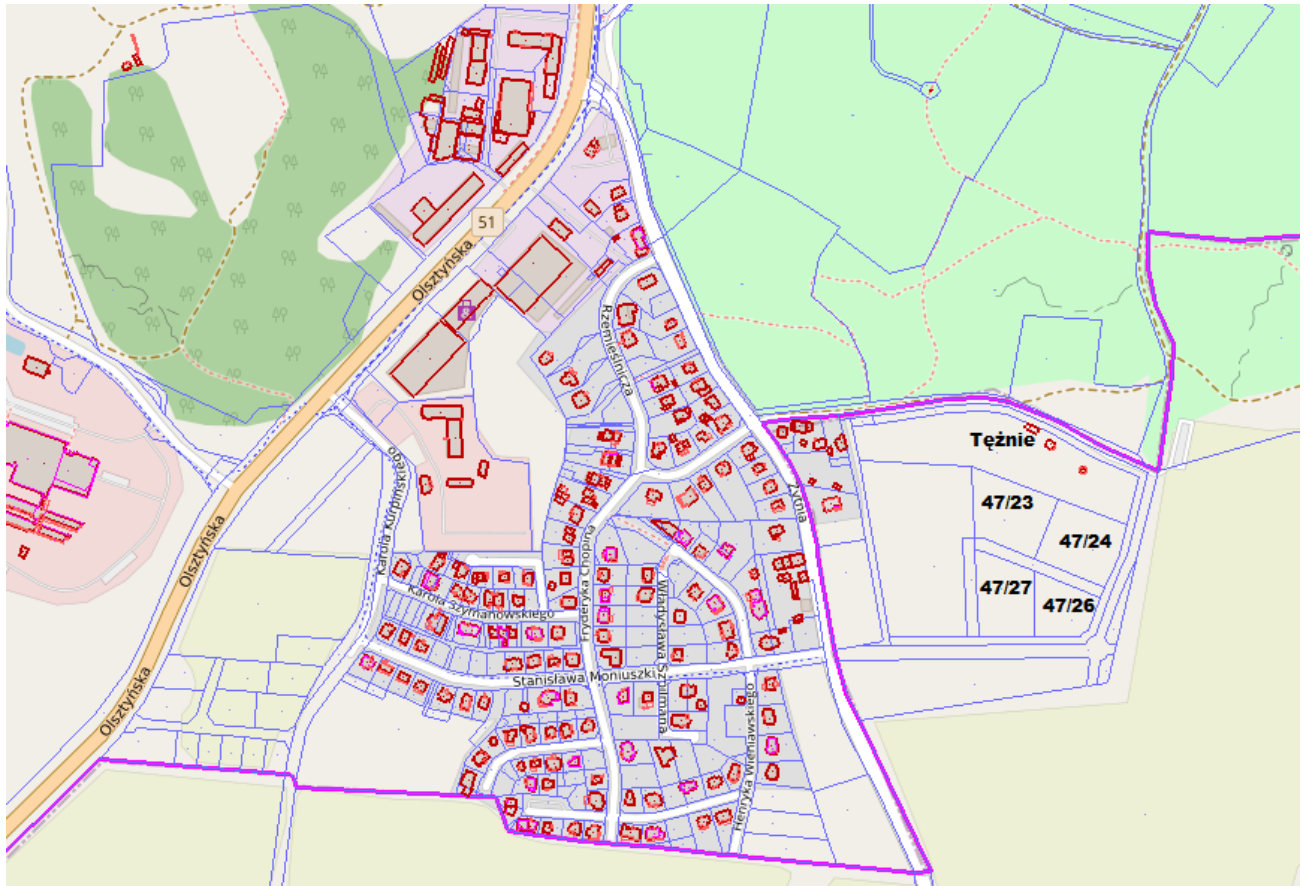 51
Olsztyńska
Rzemieślnicza
Tężnie
Karola Kurpińskiego
Żytnia
47/23
Olsztyńska
47/24
Fryderyka Chopina
47/27
47/26
Karola Szymanowskiego
Władysława Szpilmana
Stanisława Moniuszki
Olsztyńska
Henryka Wieniawskiego